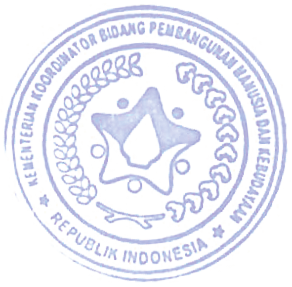 KEMENTERIAN KOORDINATOR BIDANG PEMBANGUNAN MANUSIA DAN KEBUDAYAAN
REPUBLIK INDONESIA